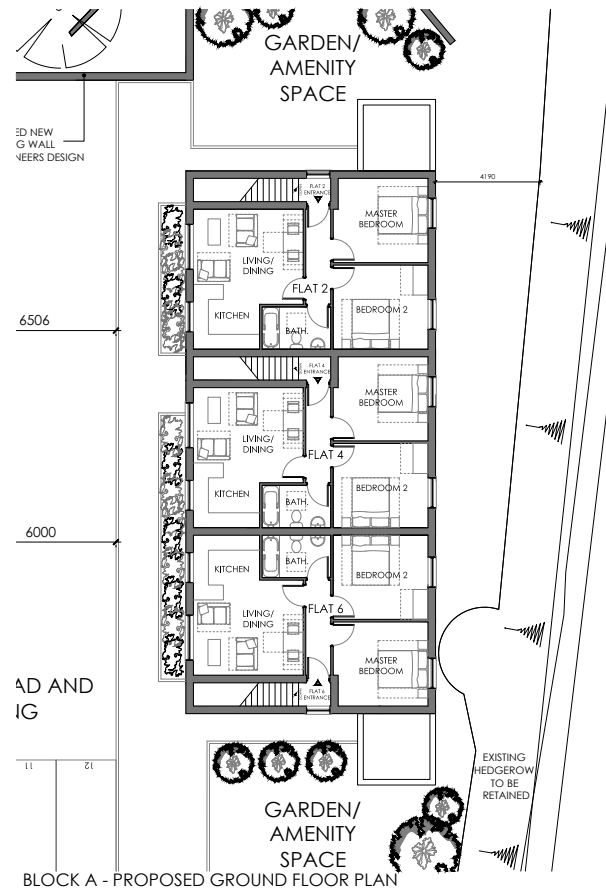 GARDEN/
AMENITY
SPACE
ED NEW
G WALL
NEERS DESIGN
4190
FLAT 2
ENTRANCE
MASTER
BEDROOM
LIVING/
DINING
FLAT 2
KITCHEN
BEDROOM 2
BATH.
6506
FLAT 4
ENTRANCE
MASTER
BEDROOM
LIVING/
DINING
FLAT 4
KITCHEN
BEDROOM 2
BATH.
6000
BATH.
KITCHEN
BEDROOM 2
LIVING/
DINING
FLAT 6
MASTER
BEDROOM
FLAT 6
ENTRANCE
AD AND
NG
11
12
EXISTING
HEDGEROW
TO BE
RETAINED
GARDEN/
AMENITY
SPACE
BLOCK A - PROPOSED GROUND FLOOR PLAN